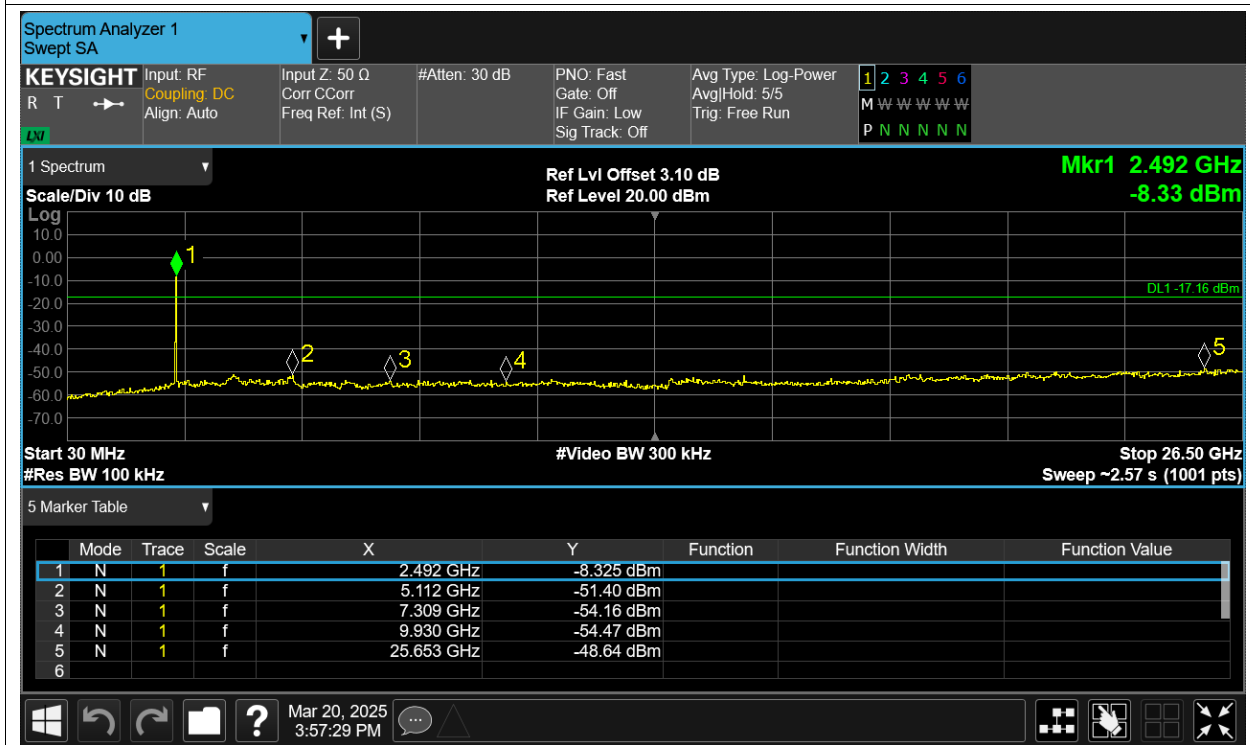 Spectrum Analyzer 1
Swept SA
KEYSIGHT
R T
LXI
Input: RF
Coupling: DC
Align: Auto
Input Z: 50 Ω
Corr CCorr
Freq Ref: Int (S)
#Atten: 30 dB
PNO: Fast
Gate: Off
IF Gain: Low
Sig Track: Off
Avg Type: Log-Power
Avg|Hold: 5/5
Trig: Free Run
1 2 3 4 5 6
M W W W W W
P N N N N N
1 Spectrum
Scale/Div 10 dB
Ref Lvl Offset 3.10 dB
Ref Level 20.00 dBm
Mkr1 2.492 GHz
-8.33 dBm
Log
10.0
0.00
-10.0
-20.0
-30.0
-40.0
-50.0
-60.0
-70.0
1
2
3
4
5
DL1 -17.16 dBm
Start 30 MHz
#Video BW 300 kHz
Stop 26.50 GHz
#Res BW 100 kHz
Sweep ~2.57 s (1001 pts)
5 Marker Table
Mode Trace Scale X Y Function Function Width Function Value
1 N 1 f 2.492 GHz -8.325 dBm
2 N 1 f 5.112 GHz -51.40 dBm
3 N 1 f 7.309 GHz -54.16 dBm
4 N 1 f 9.930 GHz -54.47 dBm
5 N 1 f 25.653 GHz -48.64 dBm
6
?
Mar 20, 2025
3:57:29 PM